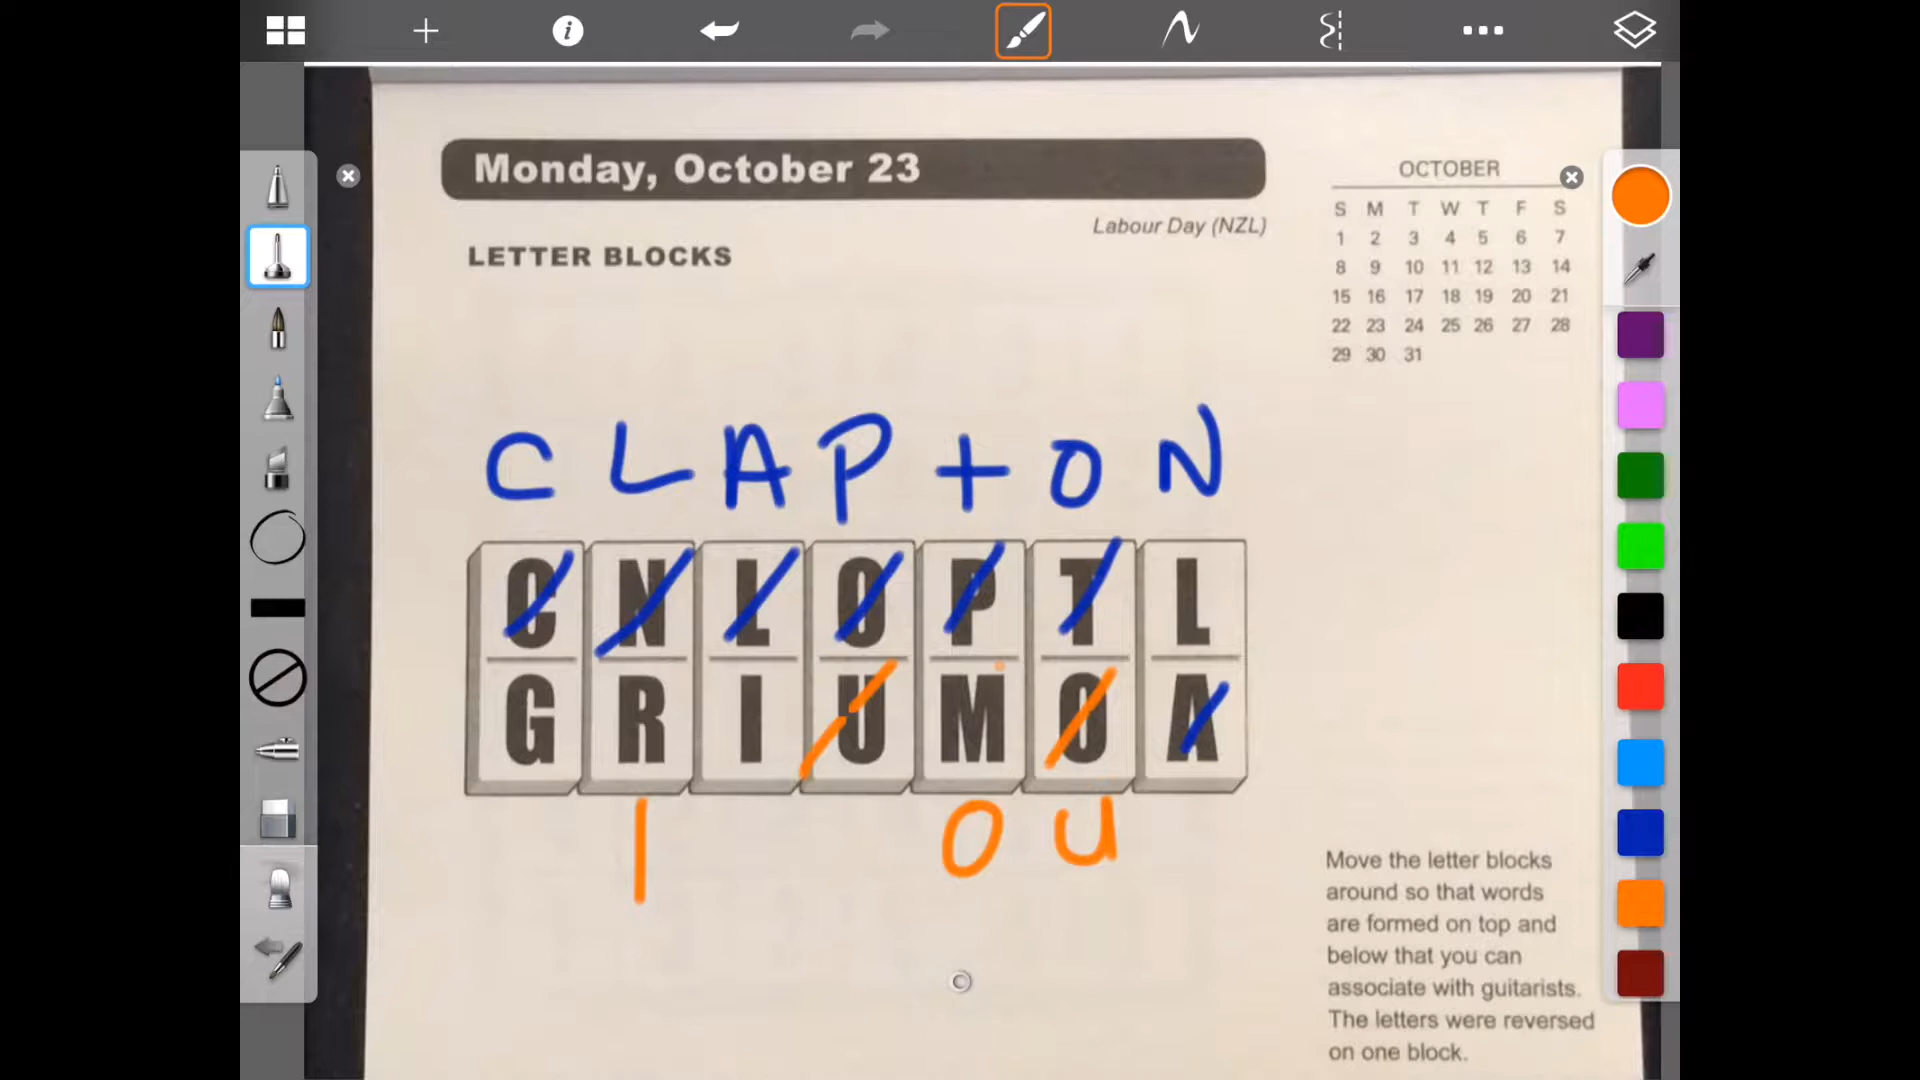 Monday, October 23
Labour Day (NZL)
LETTER BLOCKS
OCTOBER
S M T W T F S
1 2 3 4 5 6 7
8 9 10 11 12 13 14
15 16 17 18 19 20 21
22 23 24 25 26 27 28
29 30 31
C L A P T O N
C N L O P T L
G R I U M O A
I O U
Move the letter blocks
around so that words
are formed on top and
below that you can
associate with guitarists.
The letters were reversed
on one block.